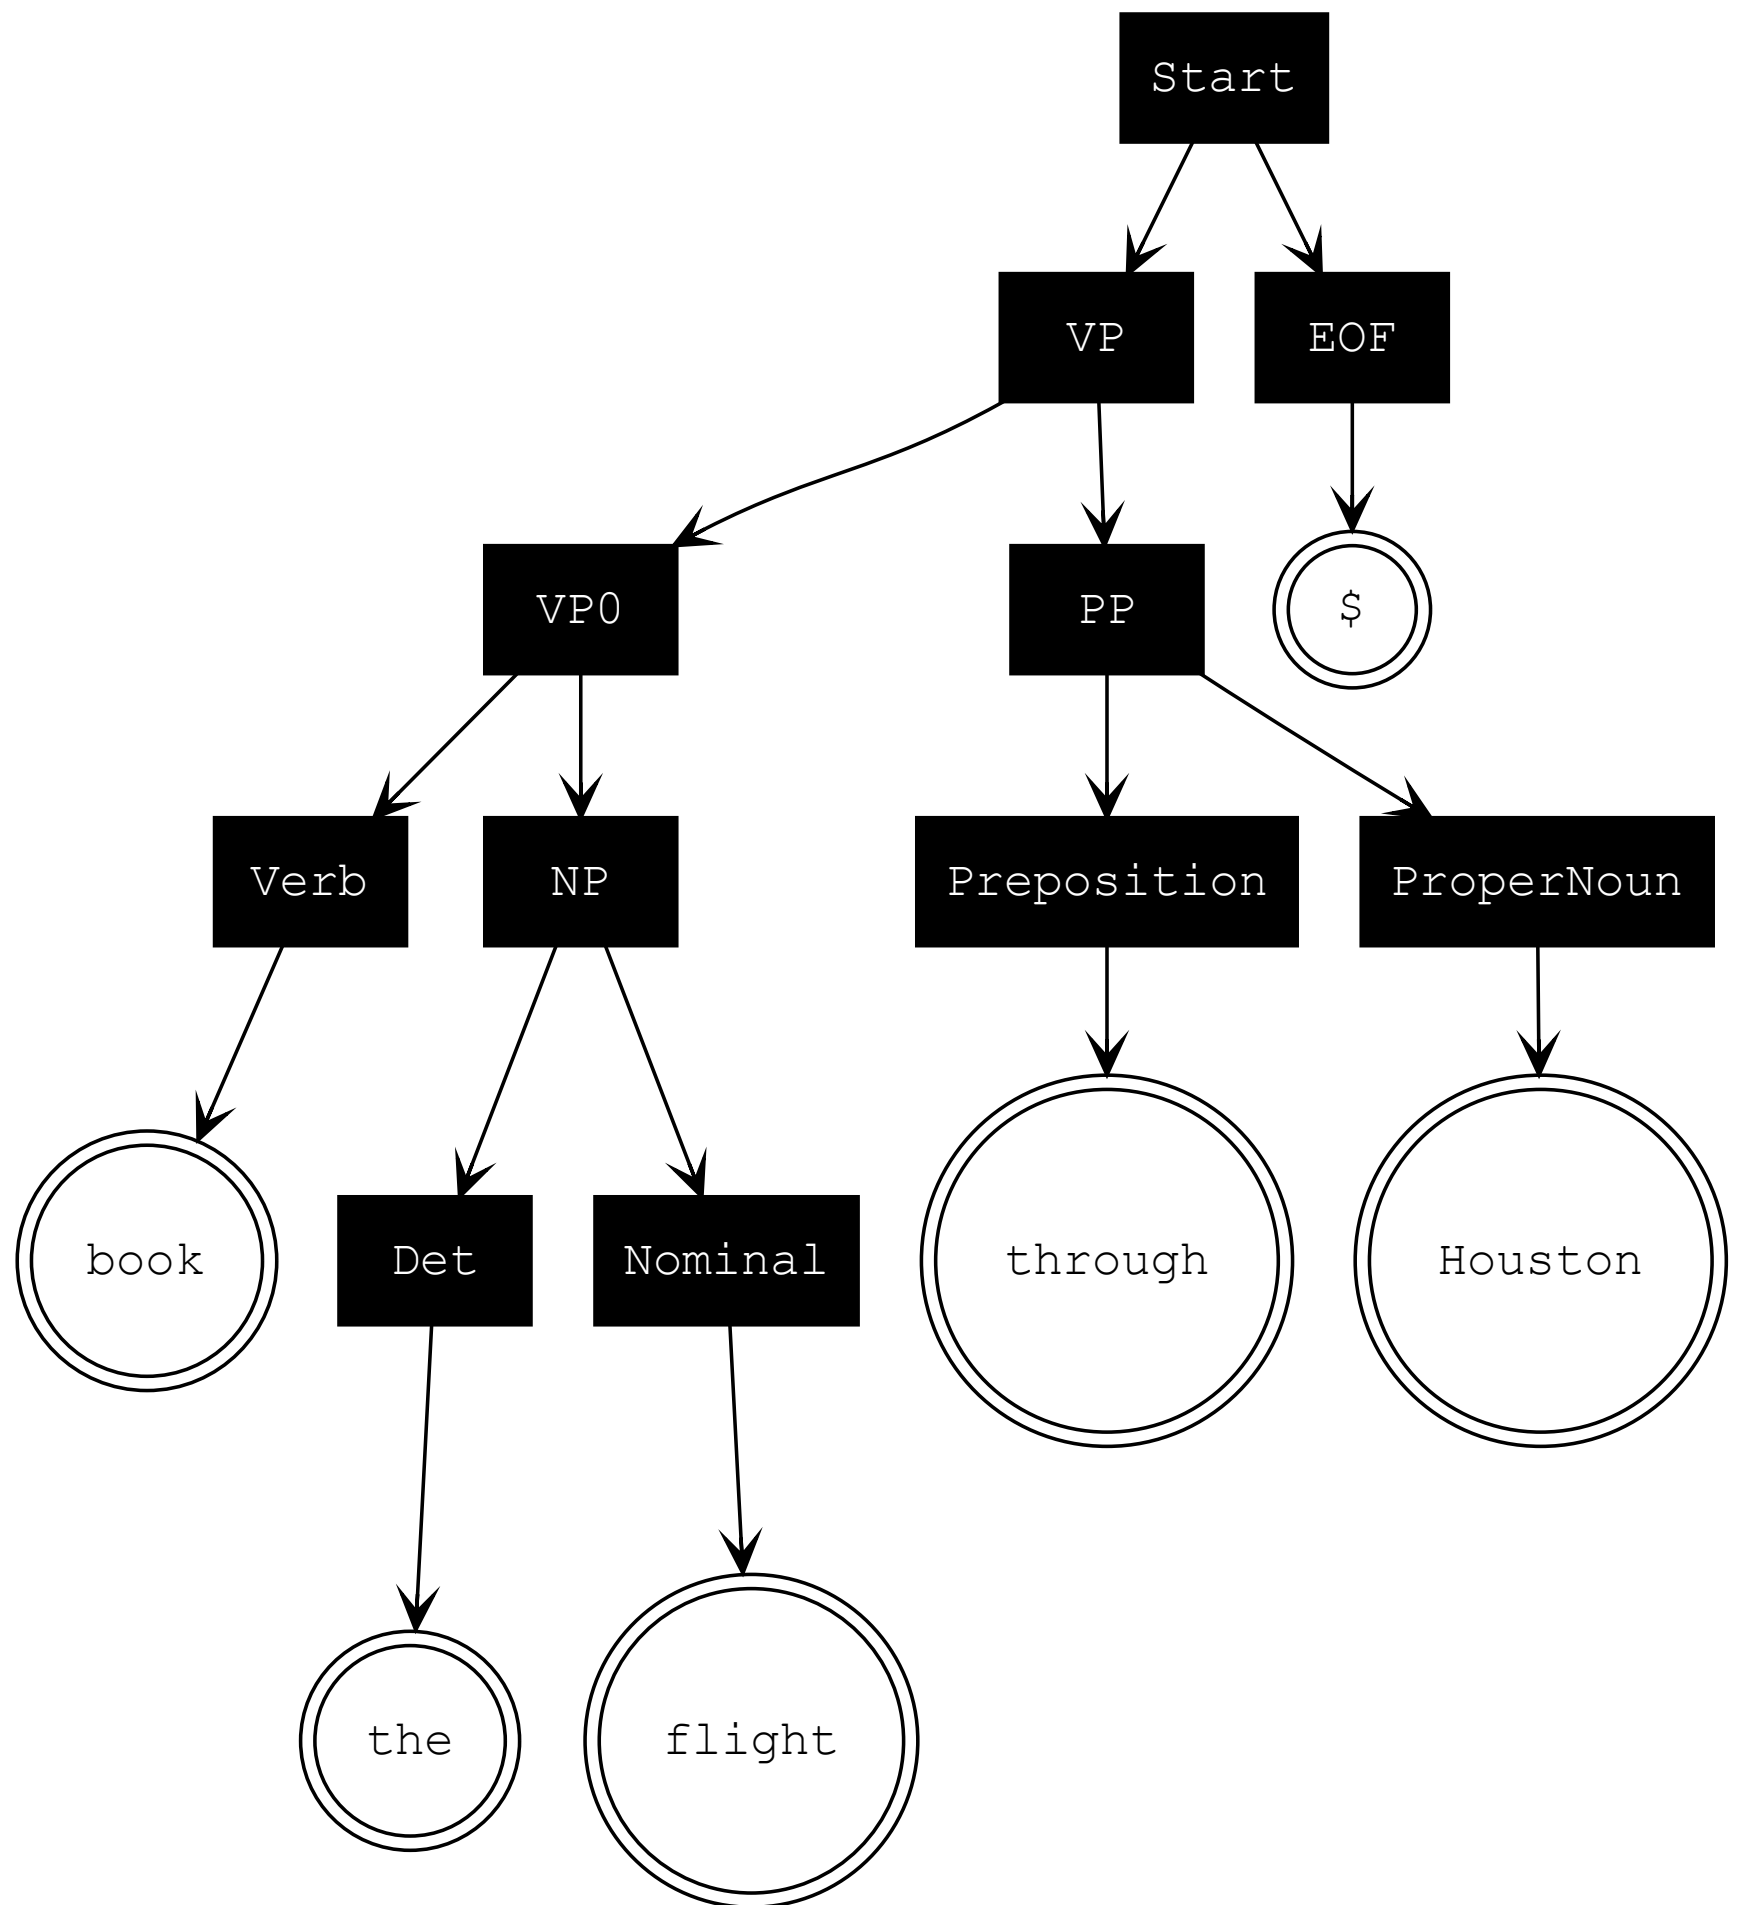 Start
VP
EOF
VP0
PP
$
Verb
NP
Preposition
ProperNoun
book
Det
Nominal
through
Houston
the
flight